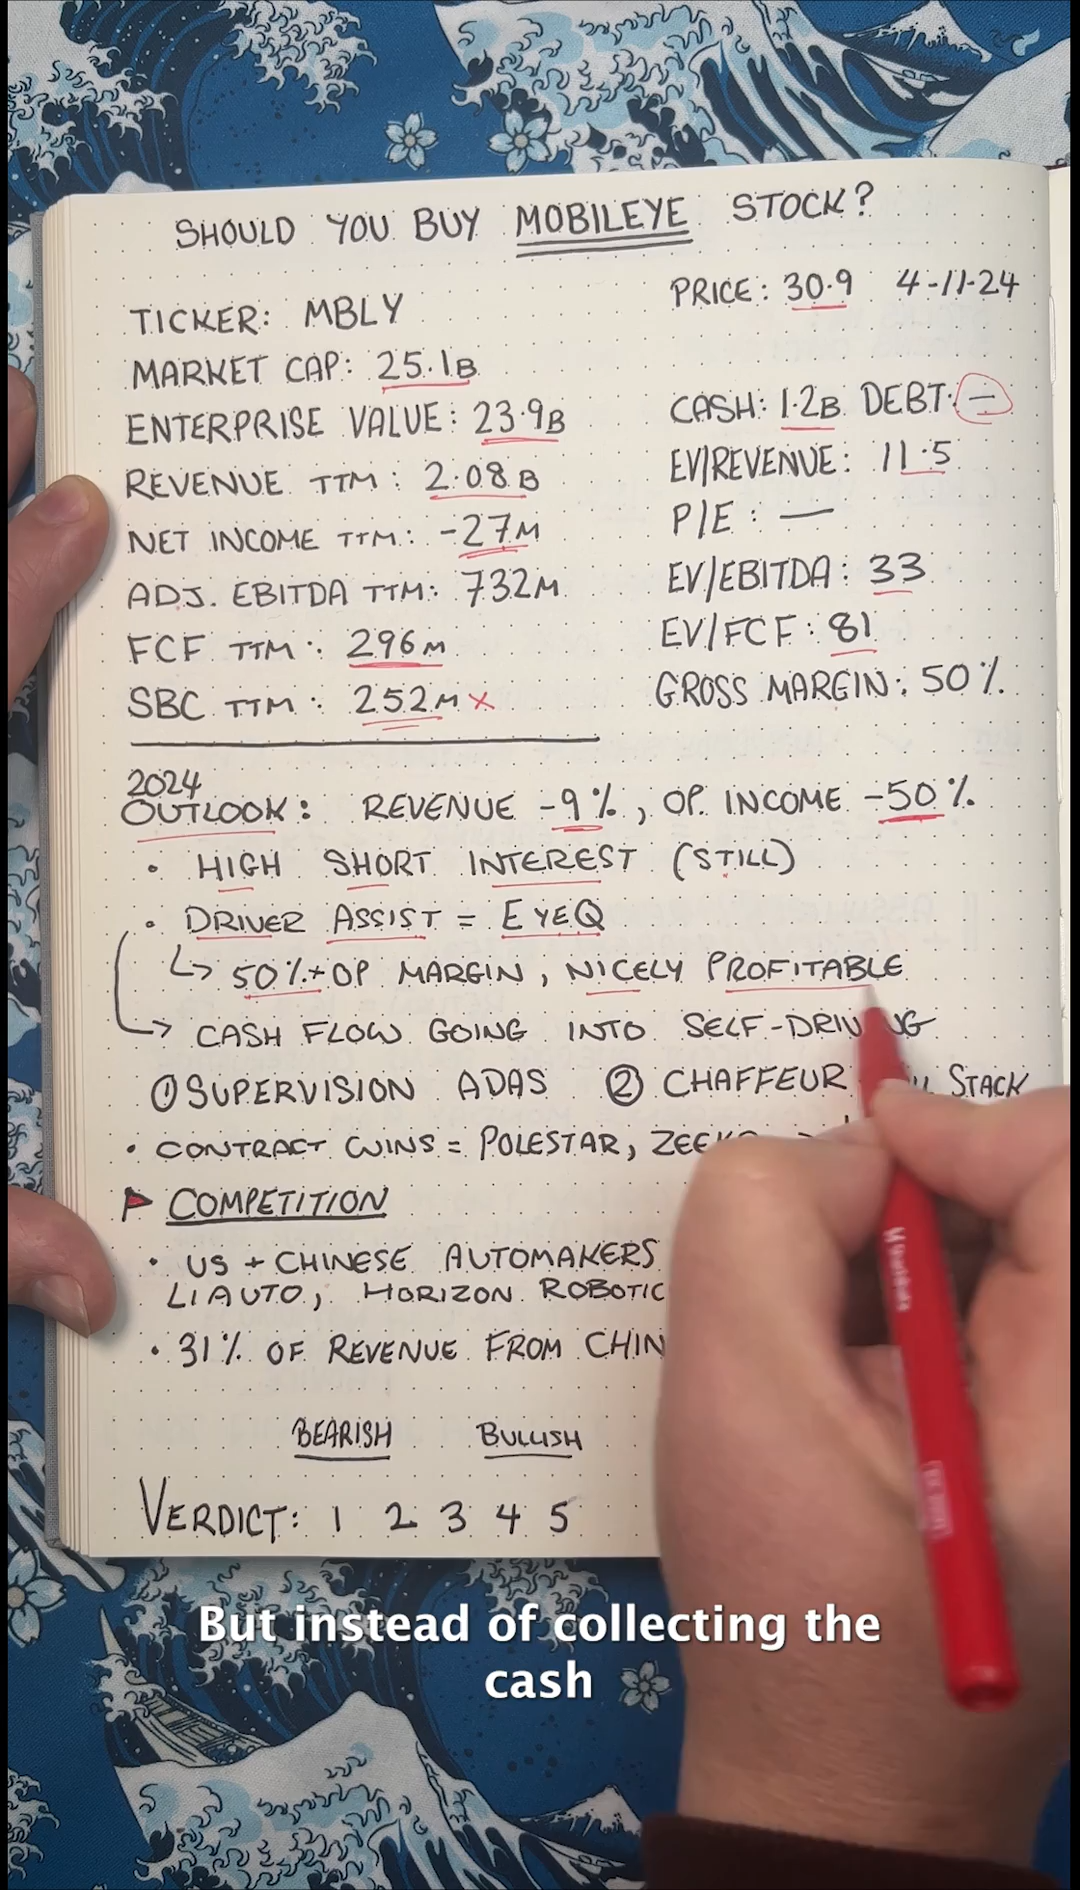 SHOULD YOU BUY MOBILEYE STOCK?
TICKER: MBLY
PRICE: 30.9 4-11-24
MARKET CAP: 25.1B
ENTERPRISE VALUE: 23.9B
CASH: 1.2B DEBT: —
REVENUE TTM: 2.08B
EV/REVENUE: 11.5
NET INCOME TTM: -27M
P/E: —
ADJ. EBITDA TTM: 732M
EV/EBITDA: 33
FCF TTM: 296M
EV/FCF: 81
SBC TTM: 252M x
GROSS MARGIN: 50%
2024
OUTLOOK: REVENUE -9%, OP. INCOME -50%
• HIGH SHORT INTEREST (STILL)
• DRIVER ASSIST = EYEQ
↳ 50%+ OP MARGIN, NICELY PROFITABLE
→ CASH FLOW GOING INTO SELF-DRIVING
① SUPERVISION ADAS ② CHAFFEUR STACK
• CONTRACT WINS = POLESTAR,
COMPETITION
• US + CHINESE AUTOMAKERS
LI AUTO, HORIZON ROBOTIC
• 31% OF REVENUE FROM CHIN
BEARISH BULLISH
VERDICT: 1 2 3 4 5
But instead of collecting the
cash